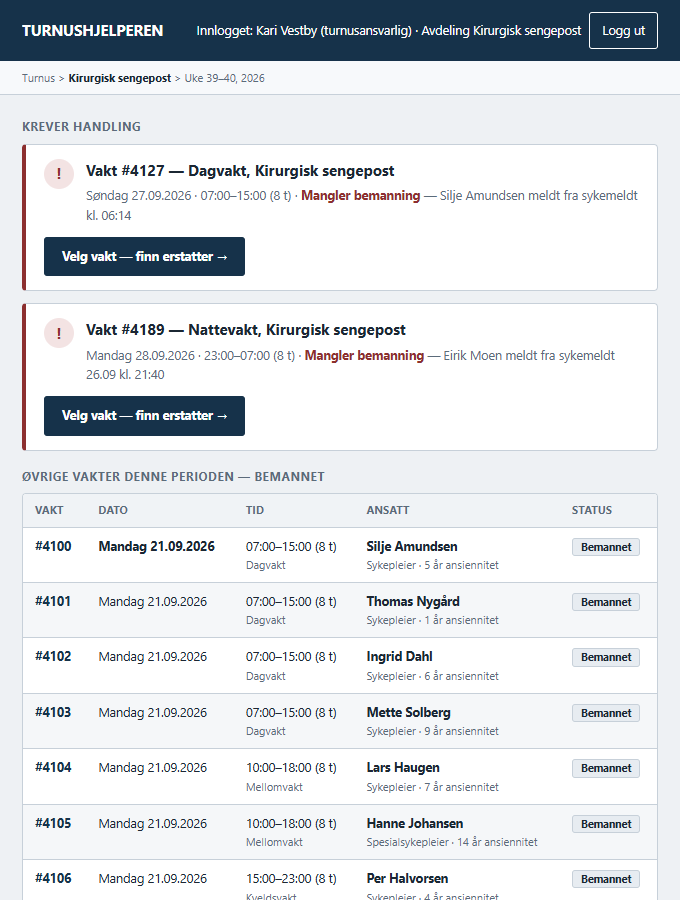 TURNUSHJELPEREN
Innlogget: Kari Vestby (turnusansvarlig) · Avdeling Kirurgisk sengepost
Logg ut
Turnus > Kirurgisk sengepost > Uke 39–40, 2026
KREVER HANDLING
!
Vakt #4127 — Dagvakt, Kirurgisk sengepost
Søndag 27.09.2026 · 07:00–15:00 (8 t) · Mangler bemanning — Silje Amundsen meldt fra sykemeldt
kl. 06:14
Velg vakt — finn erstatter →
!
Vakt #4189 — Nattevakt, Kirurgisk sengepost
Mandag 28.09.2026 · 23:00–07:00 (8 t) · Mangler bemanning — Eirik Moen meldt fra sykemeldt
26.09 kl. 21:40
Velg vakt — finn erstatter →
ØVRIGE VAKTER DENNE PERIODEN — BEMANNET
VAKT DATO TID ANSATT STATUS
#4100 Mandag 21.09.2026 07:00–15:00 (8 t) Silje Amundsen Bemannet
Dagvakt Sykepleier · 5 år ansiennitet
#4101 Mandag 21.09.2026 07:00–15:00 (8 t) Thomas Nygård Bemannet
Dagvakt Sykepleier · 1 år ansiennitet
#4102 Mandag 21.09.2026 07:00–15:00 (8 t) Ingrid Dahl Bemannet
Dagvakt Sykepleier · 6 år ansiennitet
#4103 Mandag 21.09.2026 07:00–15:00 (8 t) Mette Solberg Bemannet
Dagvakt Sykepleier · 9 år ansiennitet
#4104 Mandag 21.09.2026 10:00–18:00 (8 t) Lars Haugen Bemannet
Mellomvakt Sykepleier · 7 år ansiennitet
#4105 Mandag 21.09.2026 10:00–18:00 (8 t) Hanne Johansen Bemannet
Mellomvakt Spesialsykepleier · 14 år ansiennitet
#4106 Mandag 21.09.2026 15:00–23:00 (8 t) Per Halvorsen Bemannet
Kveldsvakt Sykepleier · 4 år ansiennitet